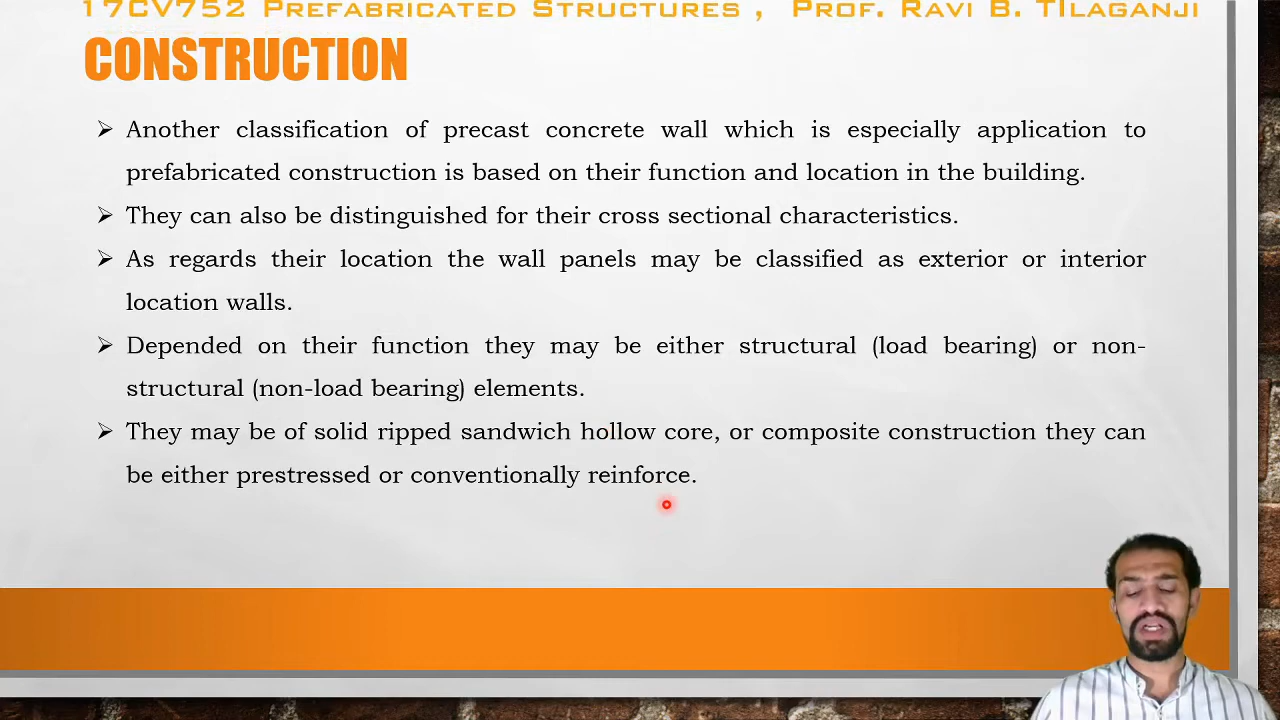 17CV752 Prefabricated Structures , Prof. Ravi B. TIlaganji
CONSTRUCTION
➢ Another classification of precast concrete wall which is especially application to
prefabricated construction is based on their function and location in the building.
➢ They can also be distinguished for their cross sectional characteristics.
➢ As regards their location the wall panels may be classified as exterior or interior
location walls.
➢ Depended on their function they may be either structural (load bearing) or non-
structural (non-load bearing) elements.
➢ They may be of solid ripped sandwich hollow core, or composite construction they can
be either prestressed or conventionally reinforce.